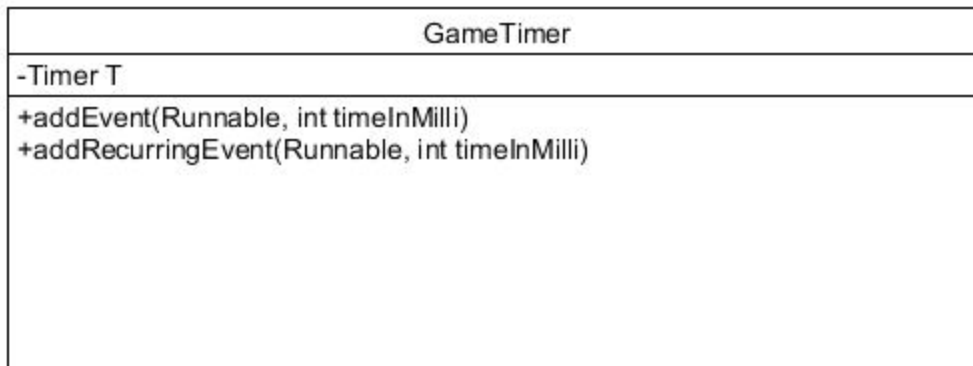 GameTimer
-Timer T
+addEvent(Runnable, int timeInMilli)
+addRecurringEvent(Runnable, int timeInMilli)